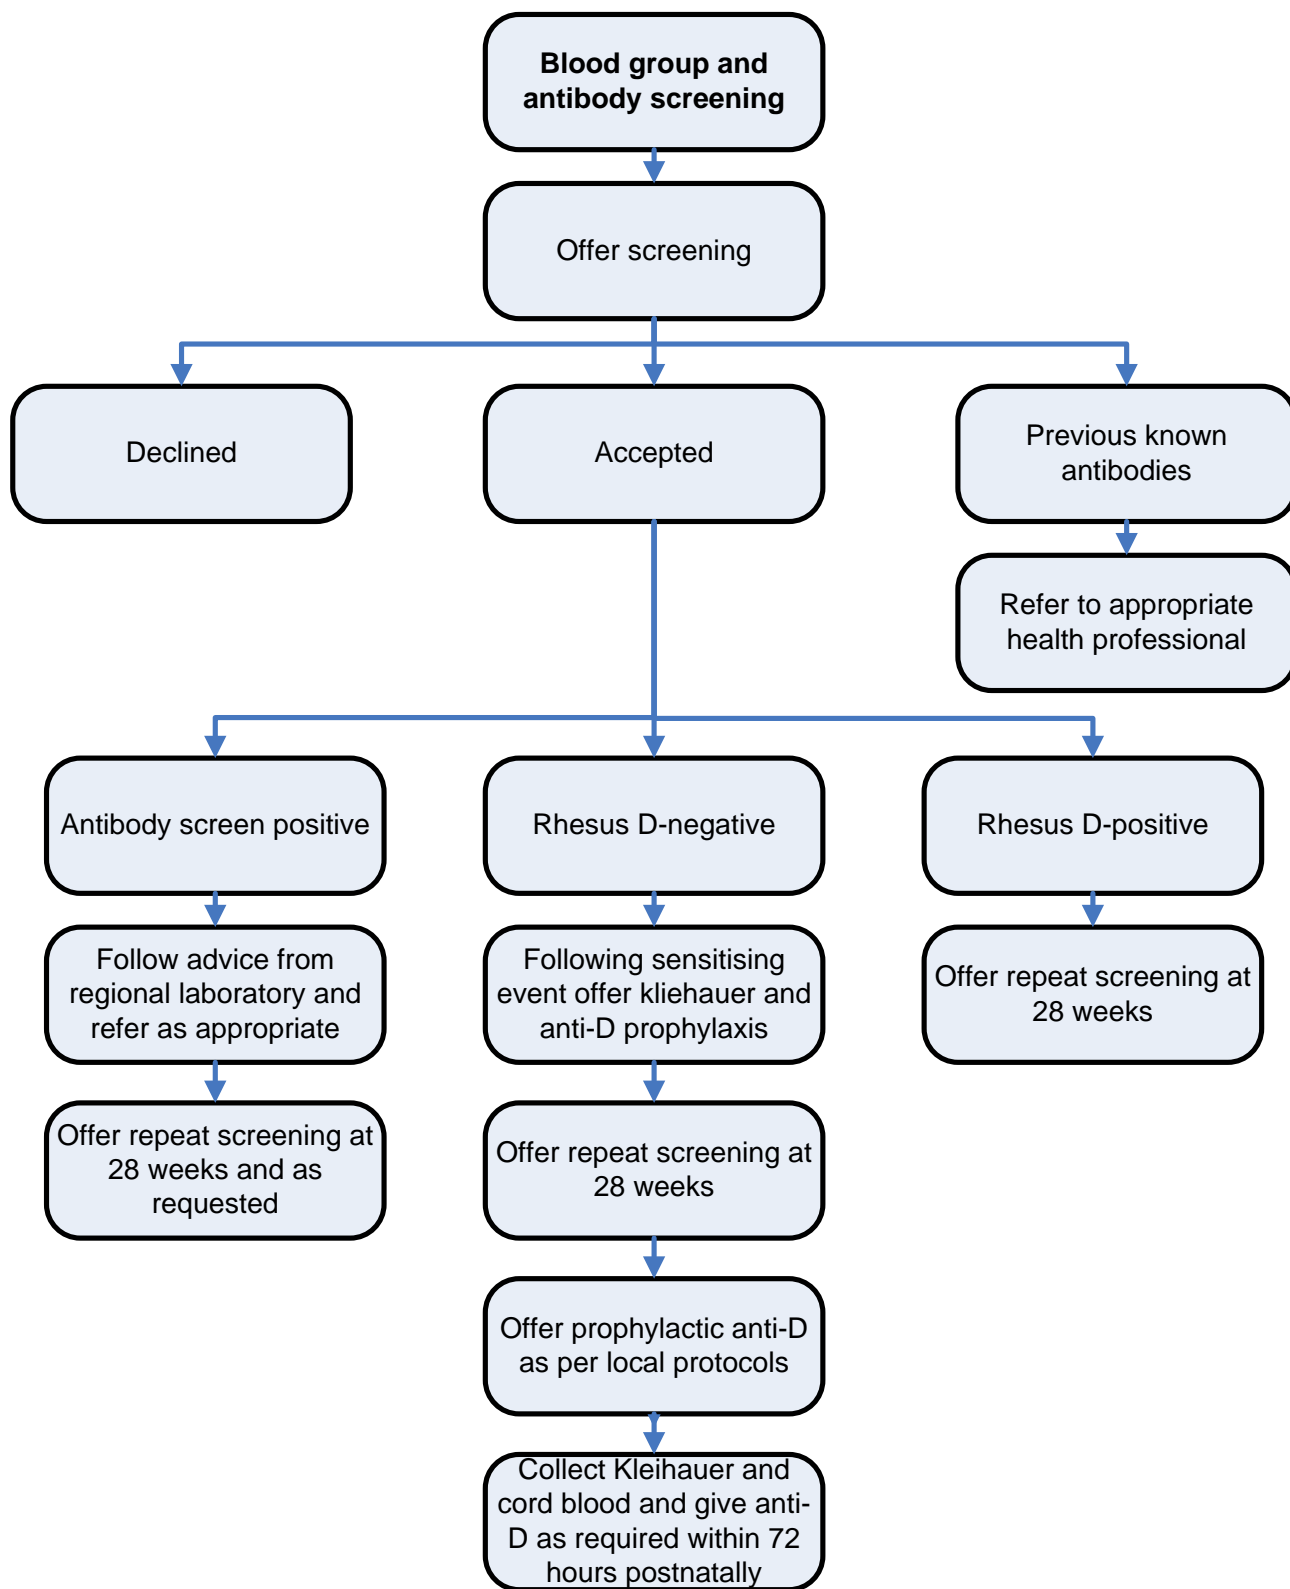 Blood group and
antibody screening
Offer screening
Declined
Accepted
Previous known
antibodies
Refer to appropriate
health professional
Antibody screen positive
Rhesus D-negative
Rhesus D-positive
Follow advice from
regional laboratory and
refer as appropriate
Following sensitising
event offer kliehauer and
anti-D prophylaxis
Offer repeat screening at
28 weeks
Offer repeat screening at
28 weeks and as
requested
Offer repeat screening at
28 weeks
Offer prophylactic anti-D
as per local protocols
Collect Kleihauer and
cord blood and give anti-
D as required within 72
hours postnatally